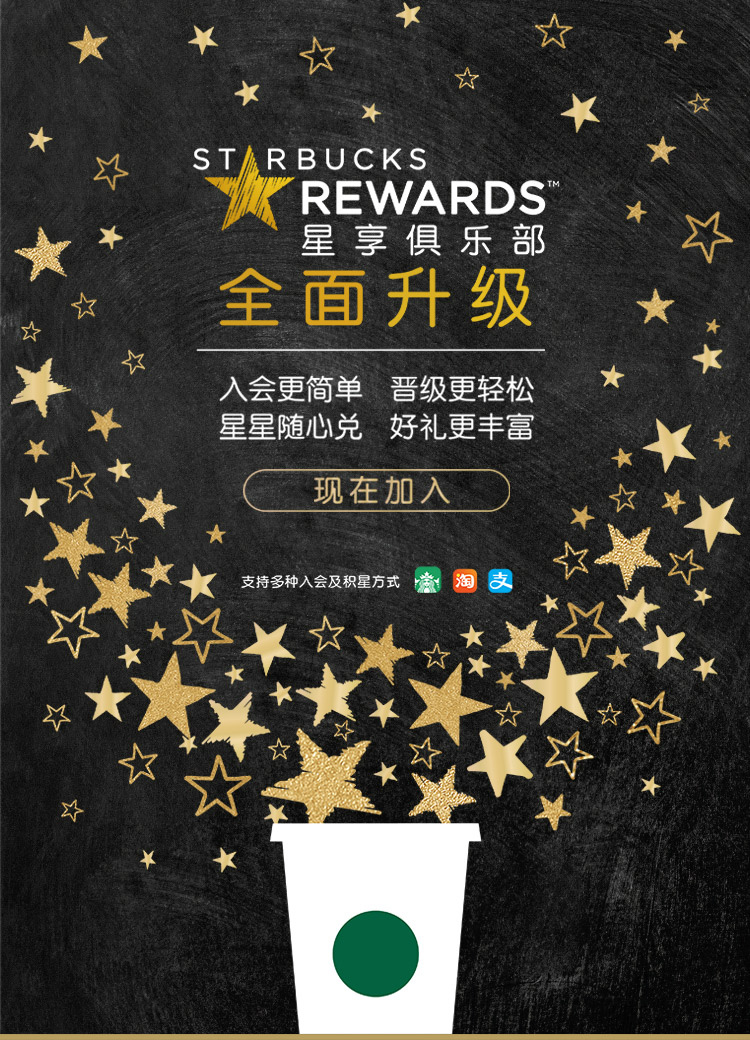 STARBUCKS
REWARDS™
星享俱乐部
全面升级
入会更简单 晋级更轻松
星星随心兑 好礼更丰富
现在加入
支持多种入会及积星方式 淘 支